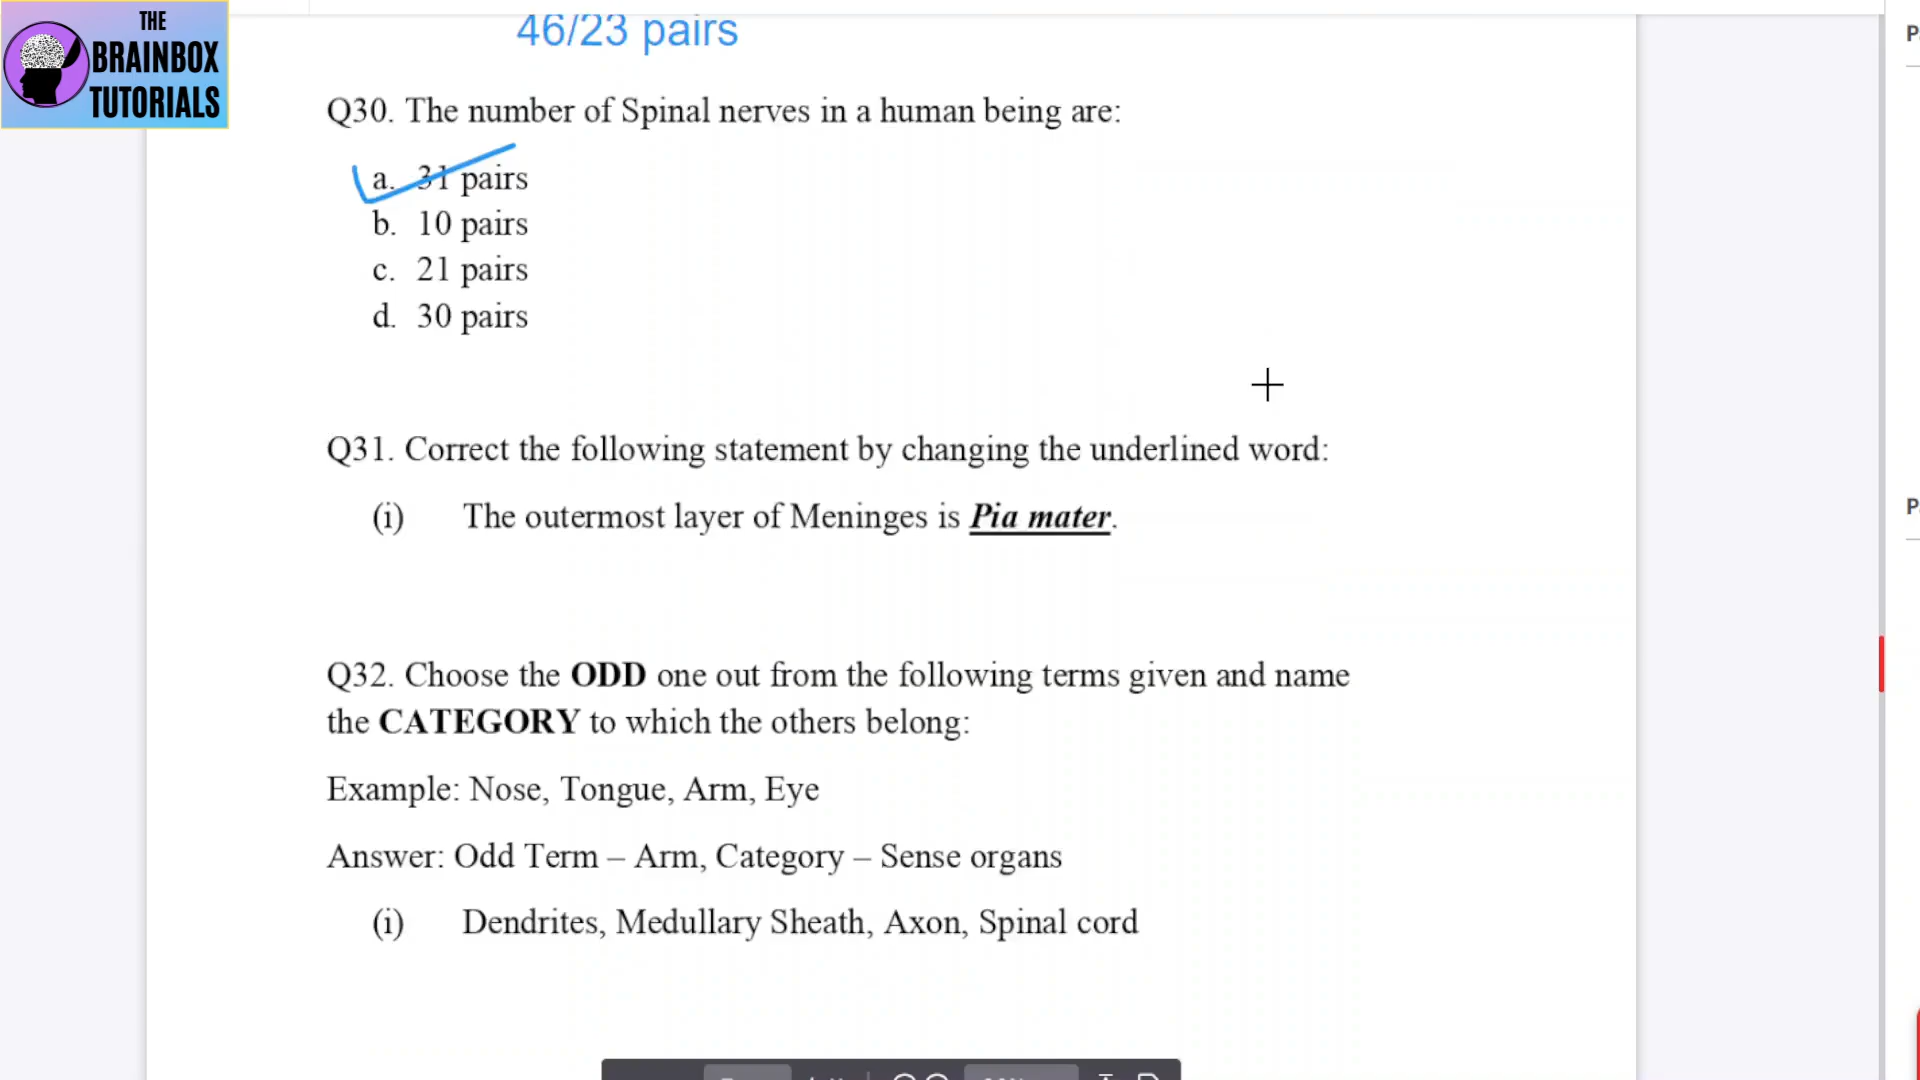 THE
BRAINBOX
TUTORIALS
46/23 pairs
Q30. The number of Spinal nerves in a human being are:
a. 31 pairs
b. 10 pairs
c. 21 pairs
d. 30 pairs
Q31. Correct the following statement by changing the underlined word:
(i) The outermost layer of Meninges is Pia mater.
Q32. Choose the ODD one out from the following terms given and name
the CATEGORY to which the others belong:
Example: Nose, Tongue, Arm, Eye
Answer: Odd Term – Arm, Category – Sense organs
(i) Dendrites, Medullary Sheath, Axon, Spinal cord